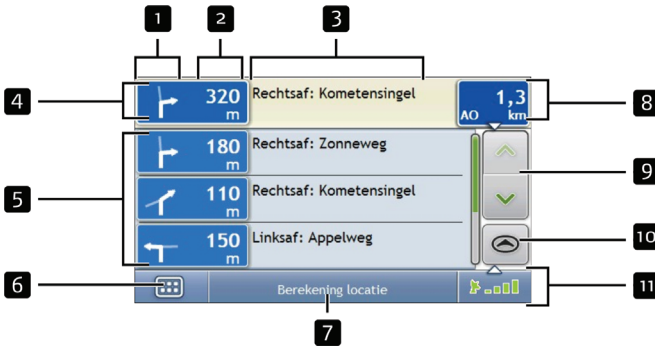 1 2 3
4 320 m Rechtsaf: Kometensingel 1,3 AO km 8
180 m Rechtsaf: Zonneweg
9
5 110 m Rechtsaf: Kometensingel
150 m Linksaf: Appelweg 10
6 Berekening locatie 11
7